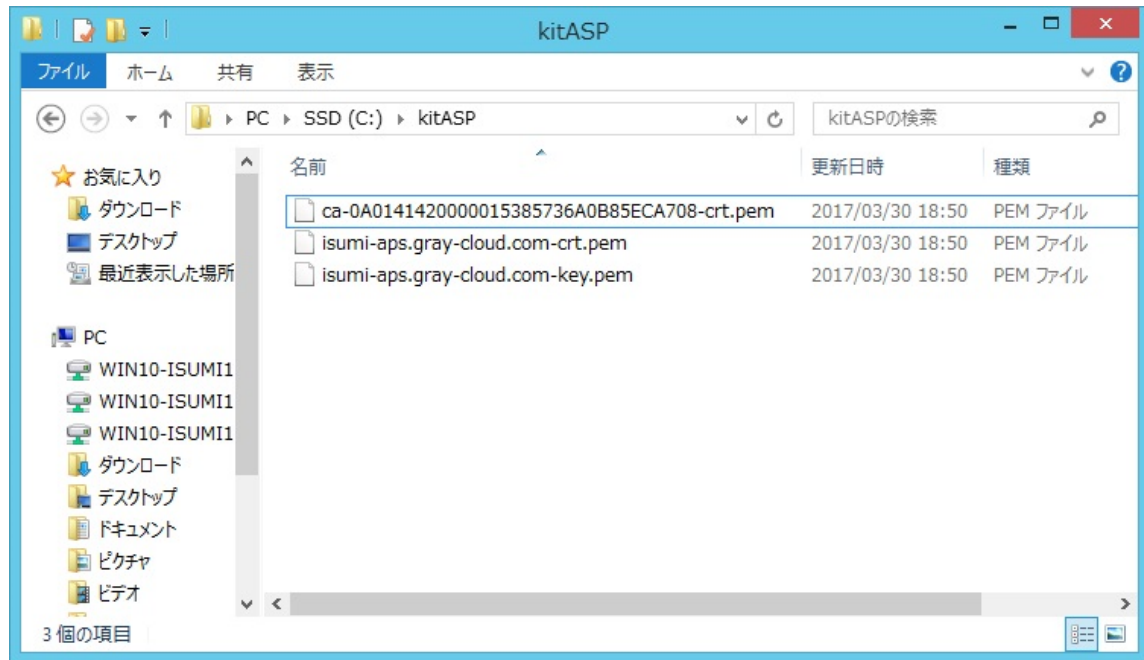 kitASP
ファイル ホーム 共有 表示
PC SSD (C:) kitASP kitASPの検索
お気に入り
ダウンロード
デスクトップ
最近表示した場所
PC
WIN10-ISUMI1
WIN10-ISUMI1
WIN10-ISUMI1
ダウンロード
デスクトップ
ドキュメント
ピクチャ
ビデオ
名前 更新日時 種類
ca-0A0141420000015385736A0B85ECA708-crt.pem 2017/03/30 18:50 PEM ファイル
isumi-aps.gray-cloud.com-crt.pem 2017/03/30 18:50 PEM ファイル
isumi-aps.gray-cloud.com-key.pem 2017/03/30 18:50 PEM ファイル
3 個の項目